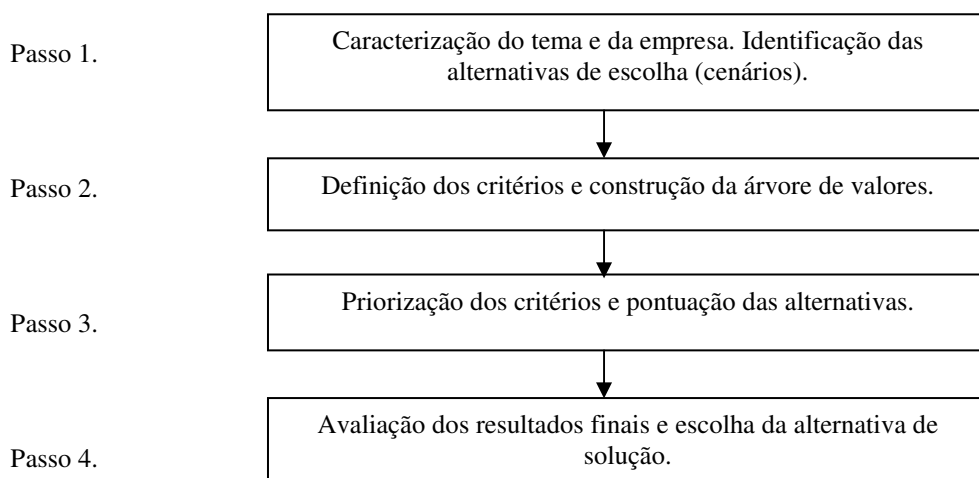 Passo 1.
Caracterização do tema e da empresa. Identificação das
alternativas de escolha (cenários).
Passo 2.
Definição dos critérios e construção da árvore de valores.
Passo 3.
Priorização dos critérios e pontuação das alternativas.
Passo 4.
Avaliação dos resultados finais e escolha da alternativa de
solução.